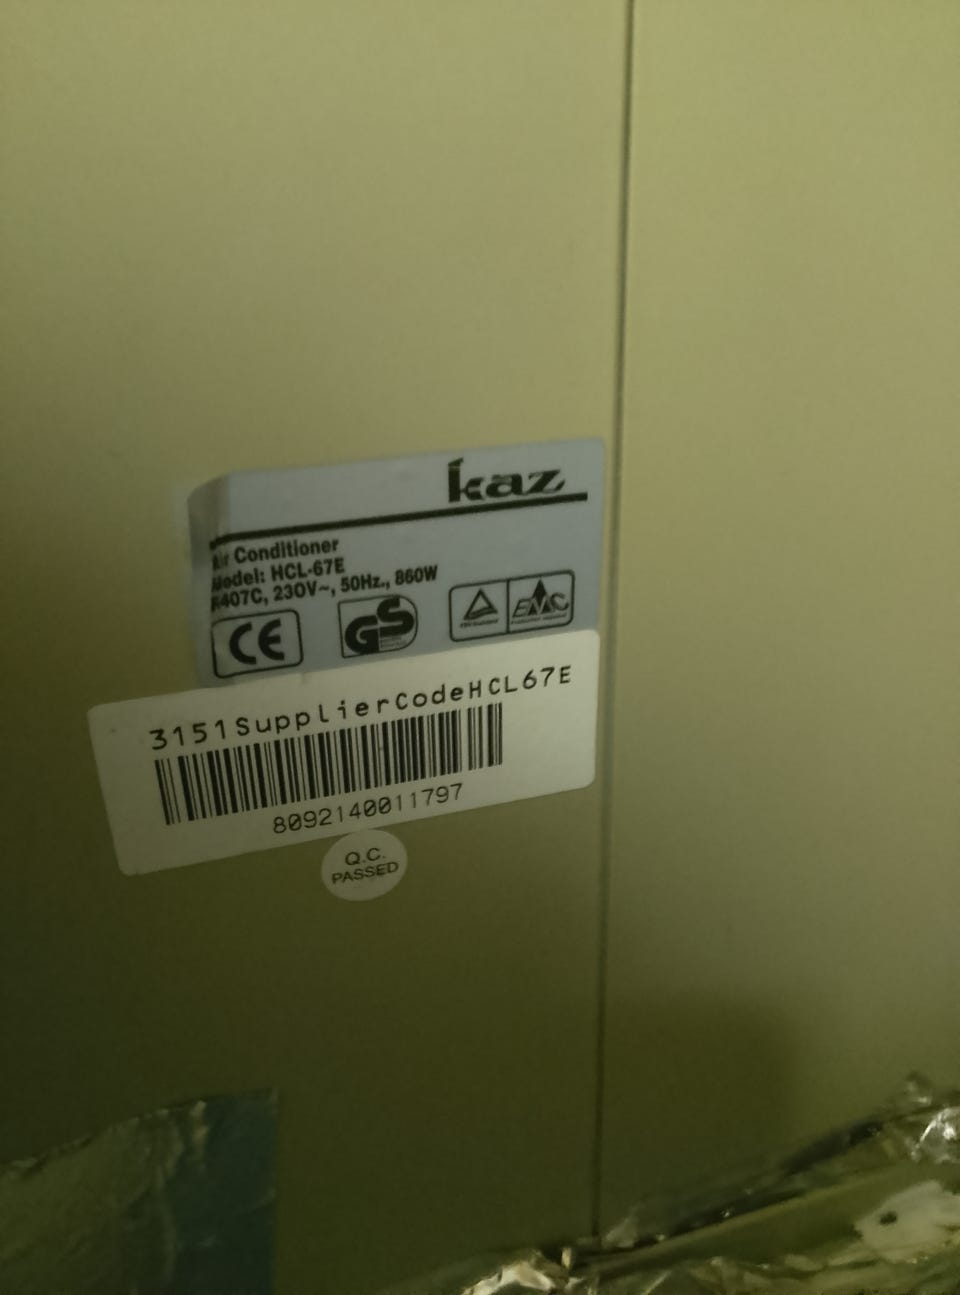 kaz
Air Conditioner
Model: HCL-67E
R407C, 230V~, 50Hz., 860W
CE
GS
EMC
3151SupplierCodeHCL67E
8092140011797
Q.C.
PASSED